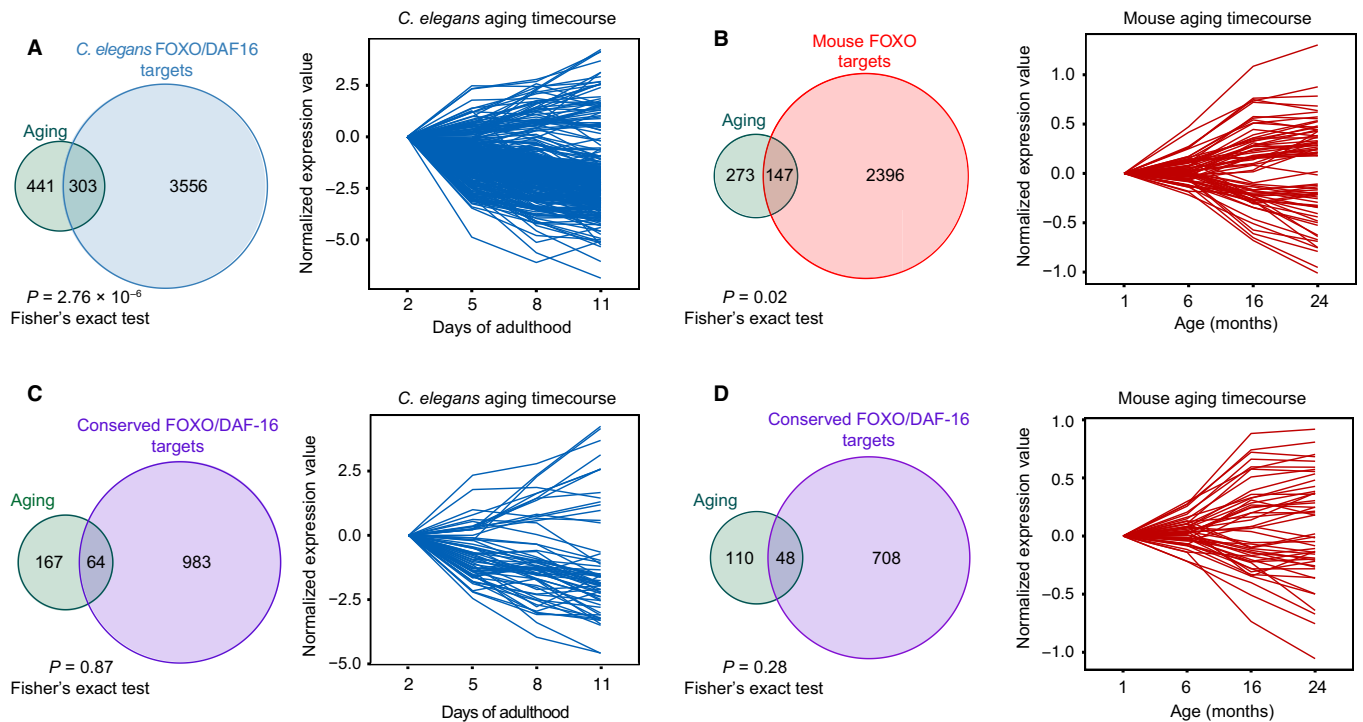 A
C. elegans FOXO/DAF16
targets
Aging
441
303
3556
P = 2.76 × 10⁻⁶
Fisher's exact test
C. elegans aging timecourse
Normalized expression value
2.5
0.0
−2.5
−5.0
2 5 8 11
Days of adulthood
B
Mouse FOXO
targets
Aging
273
147
2396
P = 0.02
Fisher's exact test
Mouse aging timecourse
Normalized expression value
1.0
0.5
0.0
−0.5
−1.0
1 6 16 24
Age (months)
C
Conserved FOXO/DAF-16
targets
Aging
167
64
983
P = 0.87
Fisher's exact test
C. elegans aging timecourse
Normalized expression value
2.5
0.0
−2.5
−5.0
2 5 8 11
Days of adulthood
D
Conserved FOXO/DAF-16
targets
Aging
110
48
708
P = 0.28
Fisher's exact test
Mouse aging timecourse
Normalized expression value
1.0
0.5
0.0
−0.5
−1.0
1 6 16 24
Age (months)